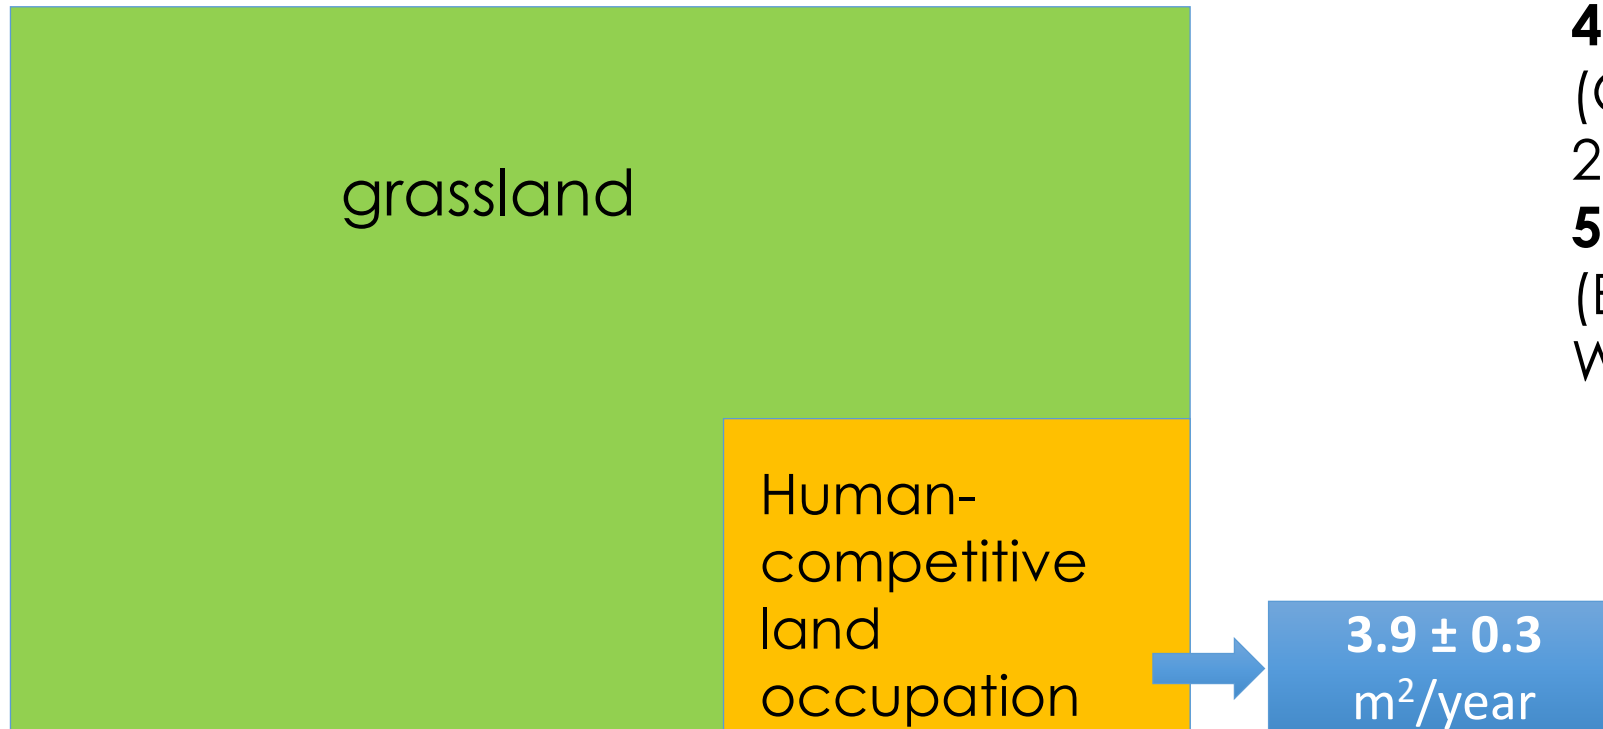 grassland
4
2
5
Human-
competitive
land
occupation
3.9 ± 0.3
m²/year